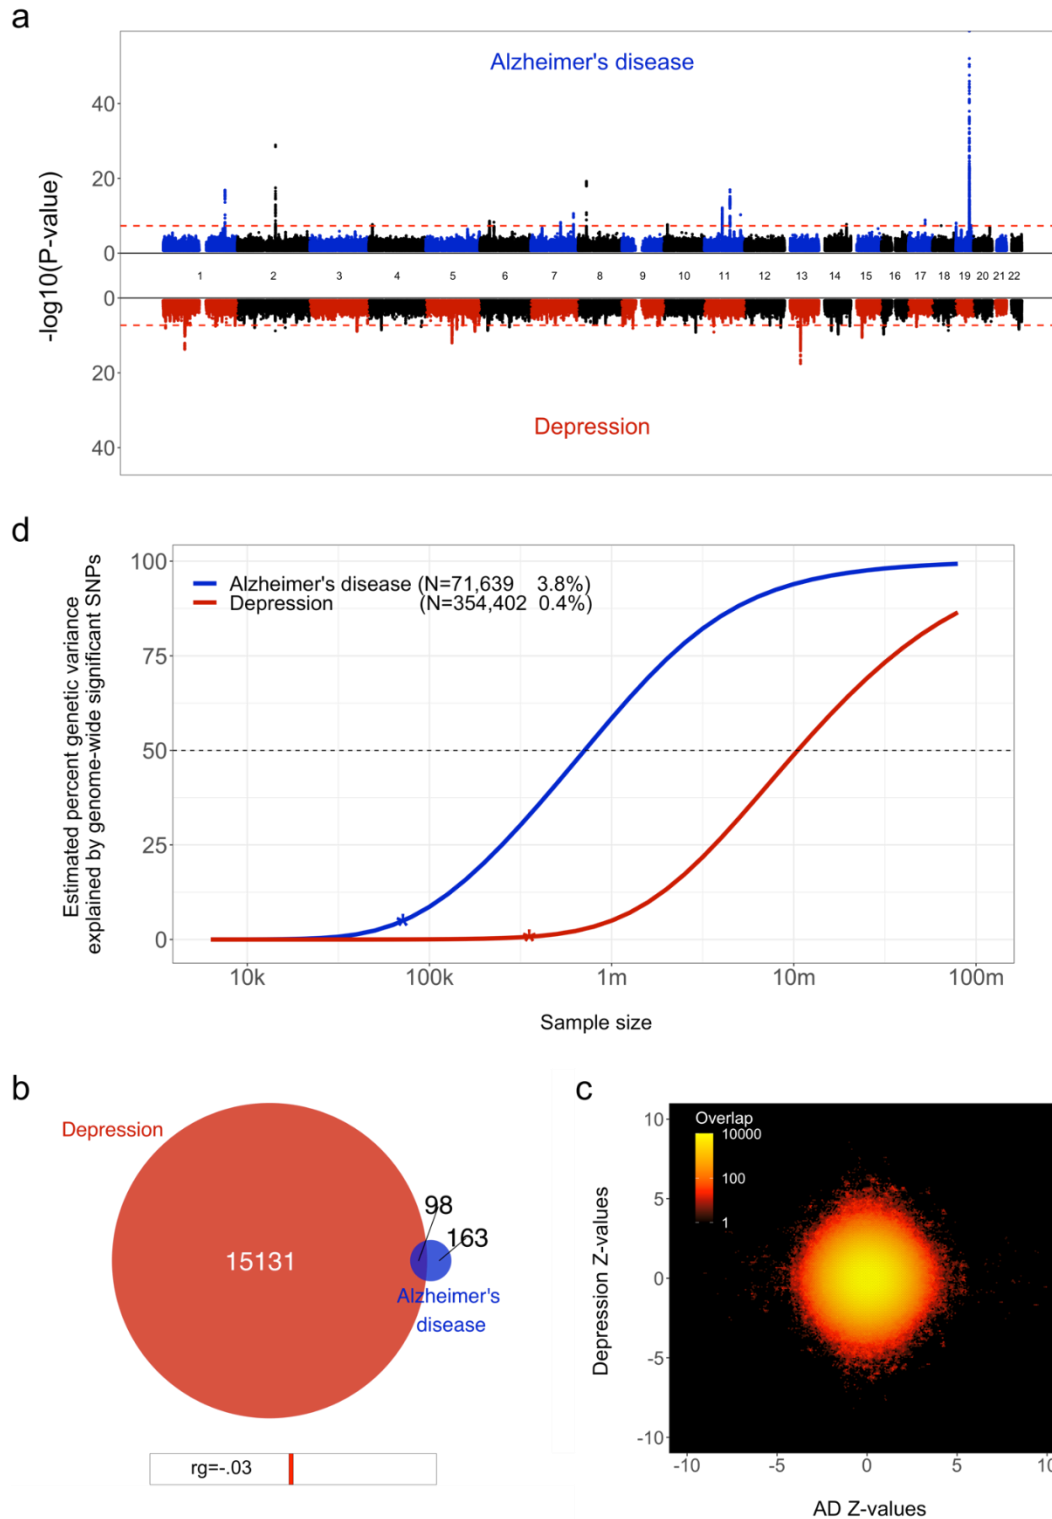 a
Alzheimer's disease
-log10(P-value)
40
20
0
1 2 3 4 5 6 7 8 9 10 11 12 13 14 15 16 17 18 19 20 21 22
0
20
40
Depression
d
Estimated percent genetic variance
explained by genome-wide significant SNPs
100
75
50
25
0
Alzheimer's disease (N=71,639 3.8%)
Depression (N=354,402 0.4%)
10k 100k 1m 10m 100m
Sample size
b
Depression
98
163
15131
Alzheimer's
disease
rg=-.03
c
Depression Z-values
10
5
0
-5
-10
Overlap
10000
100
1
-10 -5 0 5 10
AD Z-values